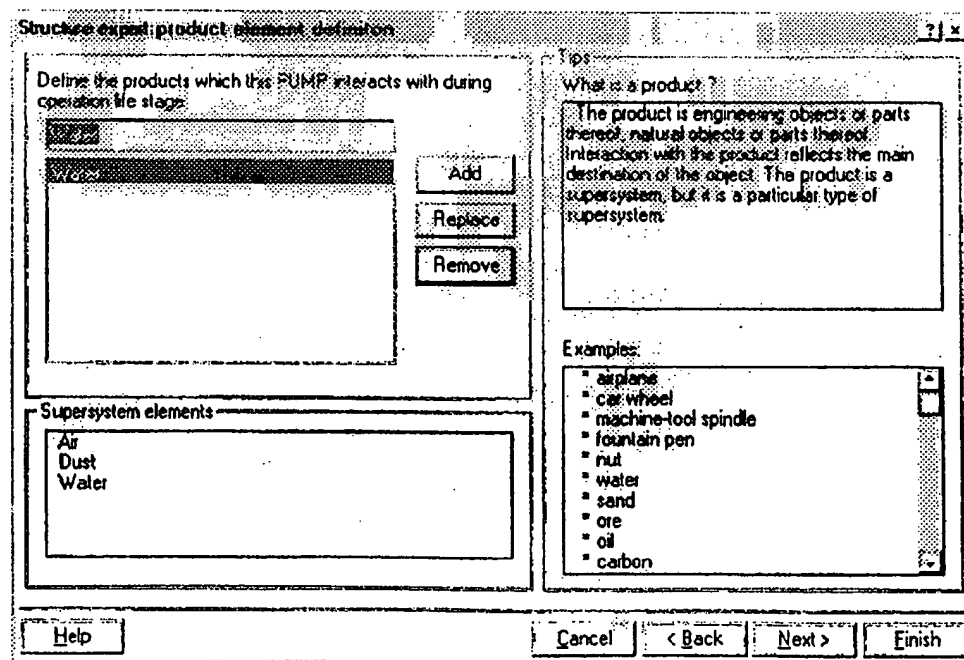 Structure expert: product element definition
? x
Define the products which this PUMP interacts with during
operation life stage:
Water
Add
Replace
Remove
Supersystem elements
Air
Dust
Water
Tips
What is a product ?
The product is engineering objects or parts
thereof, natural objects or parts thereof.
Interaction with the product reflects the main
destination of the object. The product is a
supersystem, but it is a particular type of
supersystem.
Examples:
* airplane
* car wheel
* machine-tool spindle
* fountain pen
* nut
* water
* sand
* ore
* oil
* carbon
Help
Cancel
< Back
Next >
Finish